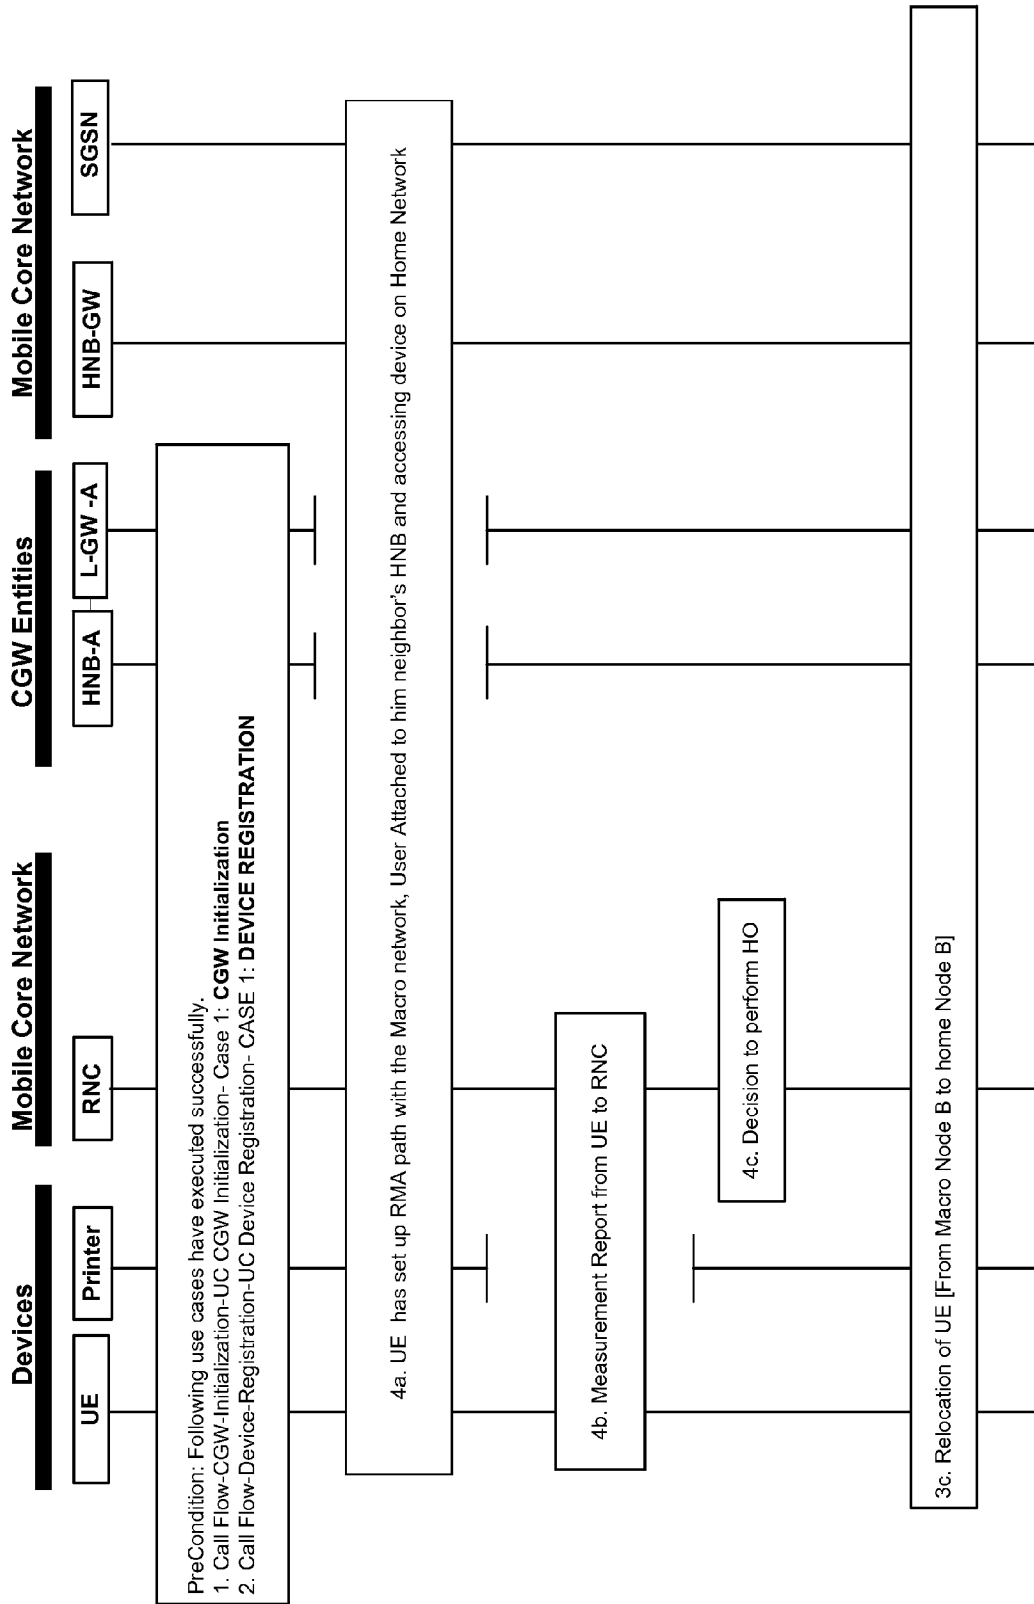 Devices
Mobile Core Network
CGW Entities
Mobile Core Network
UE
Printer
RNC
HNB-A
L-GW -A
HNB-GW
SGSN
PreCondition: Following use cases have executed successfully.
1. Call Flow-CGW-Initialization-UC CGW Initialization- Case 1: CGW Initialization
2. Call Flow-Device-Registration-UC Device Registration- CASE 1: DEVICE REGISTRATION
4a. UE has set up RMA path with the Macro network, User Attached to him neighbor's HNB and accessing device on Home Network
4b. Measurement Report from UE to RNC
4c. Decision to perform HO
3c. Relocation of UE [From Macro Node B to home Node B]